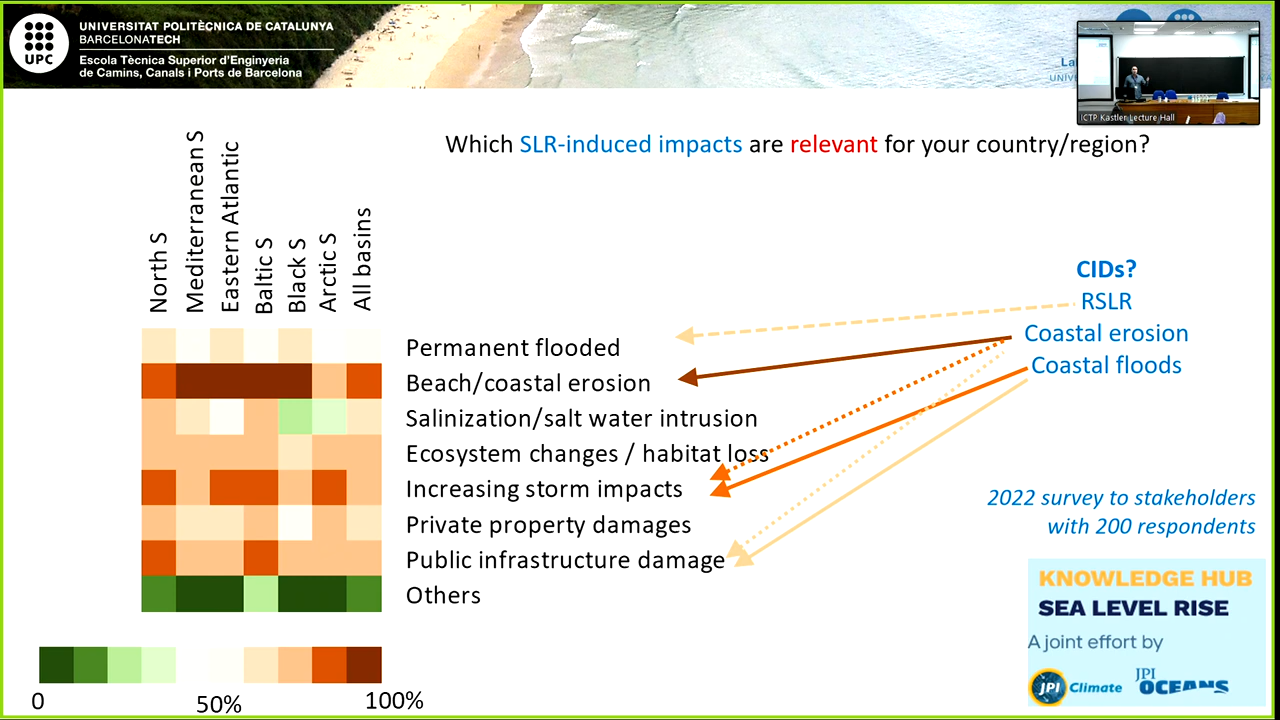 UPC
UNIVERSITAT POLITÈCNICA DE CATALUNYA
BARCELONATECH
Escola Tècnica Superior d'Enginyeria
de Camins, Canals i Ports de Barcelona
ICTP Kastler Lecture Hall
Which SLR-induced impacts are relevant for your country/region?
North S
Mediterranean S
Eastern Atlantic
Baltic S
Black S
Arctic S
All basins
CIDs?
RSLR
Coastal erosion
Coastal floods
Permanent flooded
Beach/coastal erosion
Salinization/salt water intrusion
Ecosystem changes / habitat loss
Increasing storm impacts
Private property damages
Public infrastructure damage
Others
2022 survey to stakeholders
with 200 respondents
KNOWLEDGE HUB
SEA LEVEL RISE
A joint effort by
JPI Climate
JPI
OCEANS
0 50% 100%